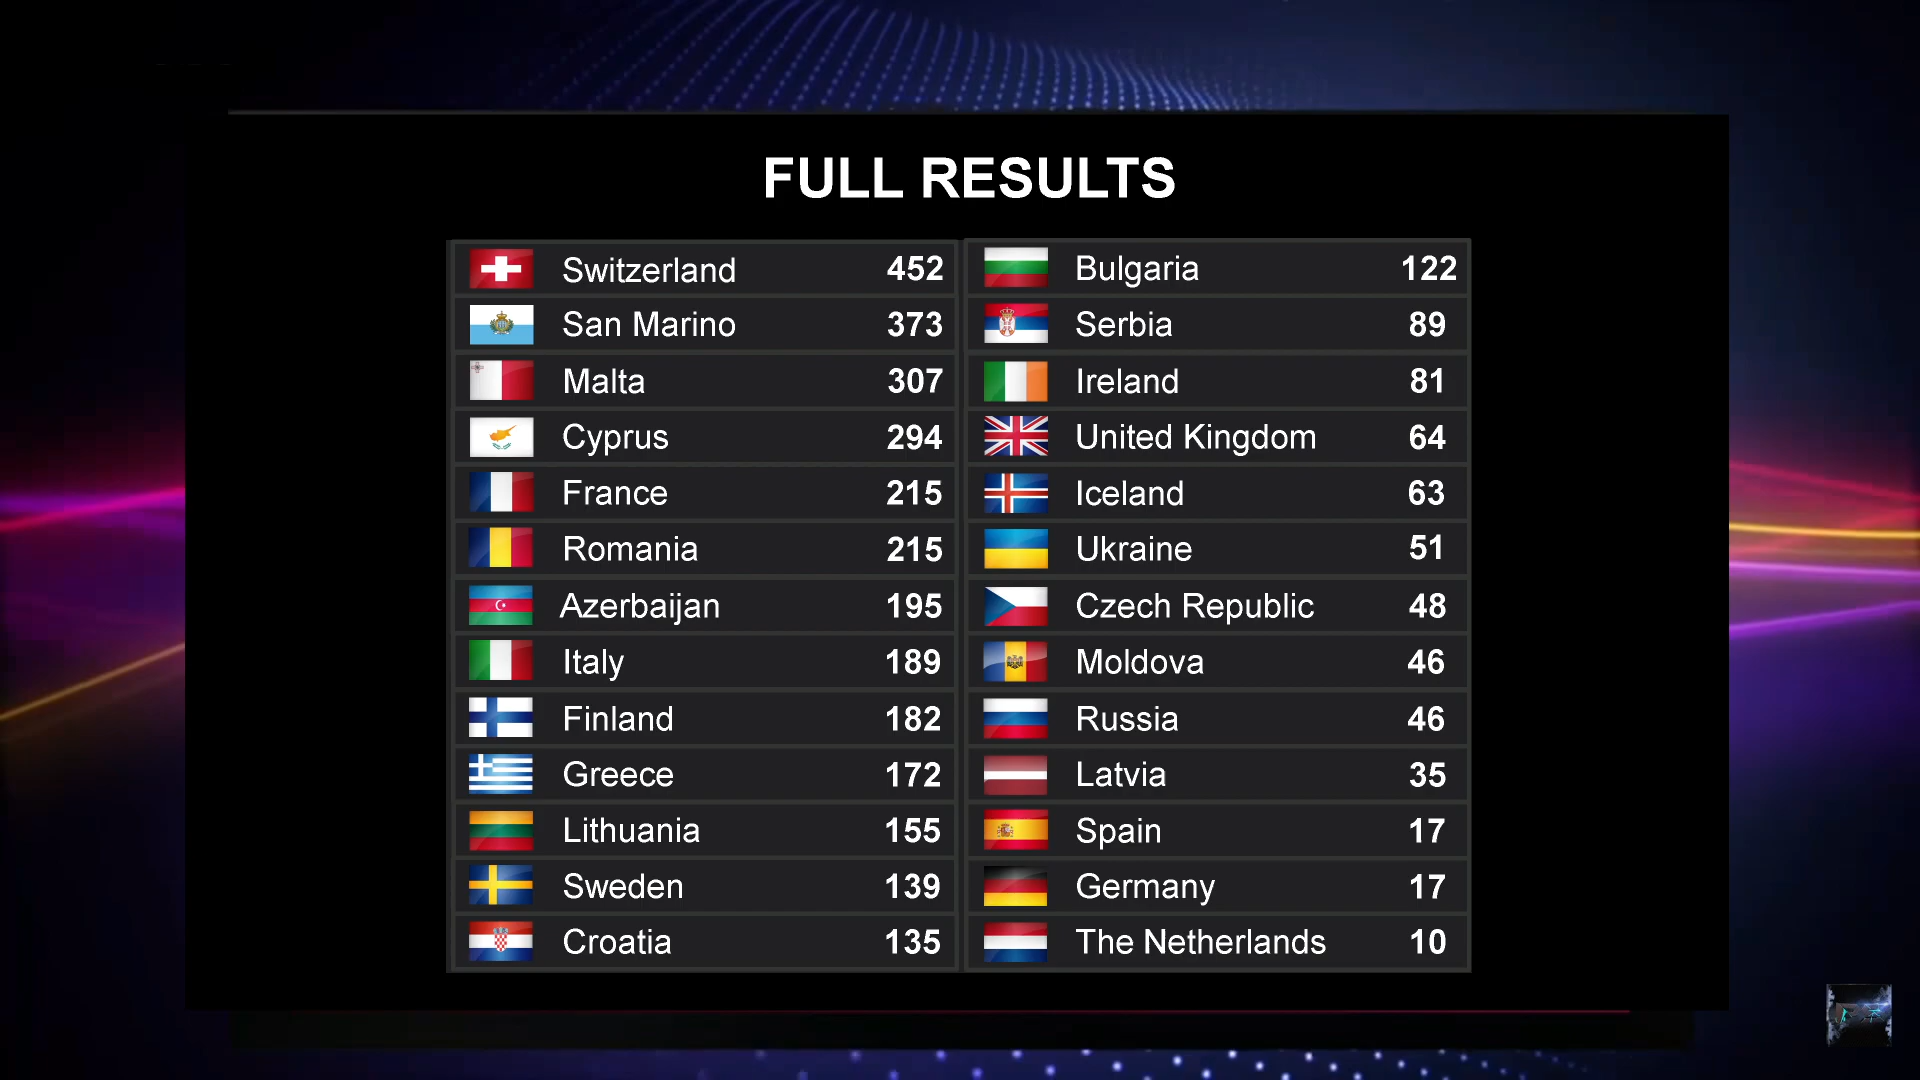 FULL RESULTS
Switzerland 452
San Marino 373
Malta 307
Cyprus 294
France 215
Romania 215
Azerbaijan 195
Italy 189
Finland 182
Greece 172
Lithuania 155
Sweden 139
Croatia 135
Bulgaria 122
Serbia 89
Ireland 81
United Kingdom 64
Iceland 63
Ukraine 51
Czech Republic 48
Moldova 46
Russia 46
Latvia 35
Spain 17
Germany 17
The Netherlands 10